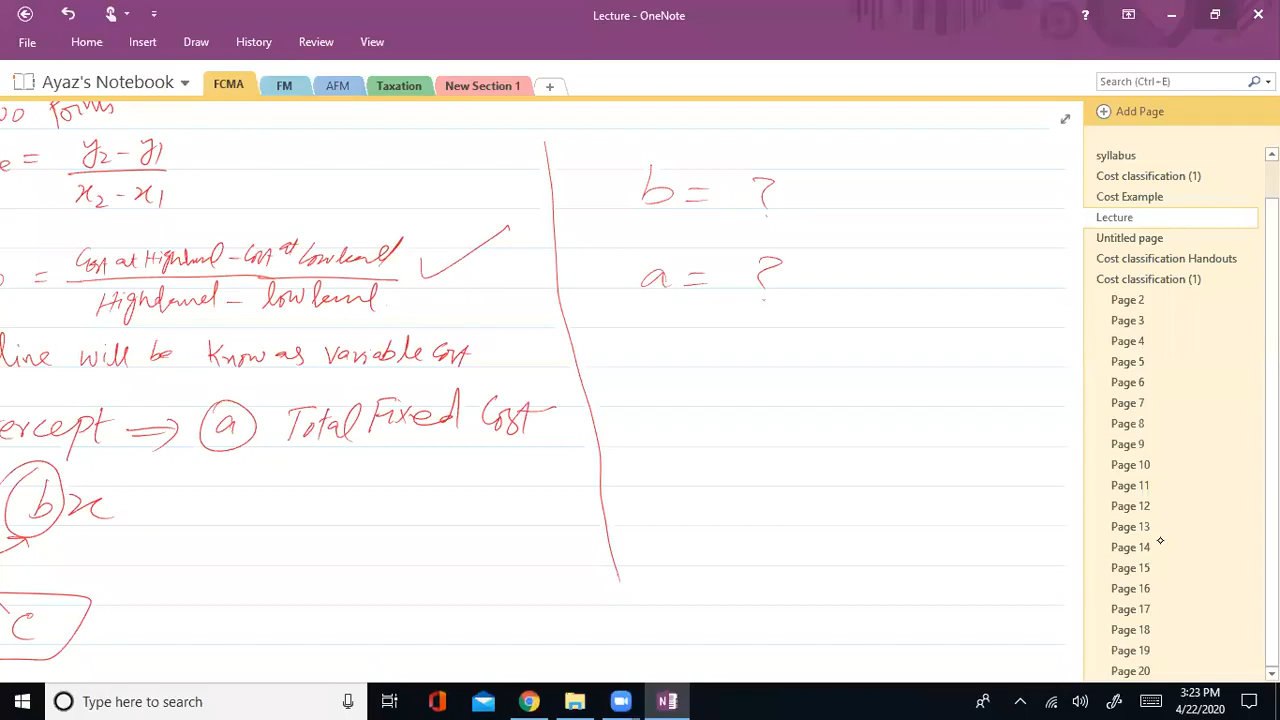 Lecture - OneNote
File Home Insert Draw History Review View
Ayaz's Notebook FCMA FM AFM Taxation New Section 1
Search (Ctrl+E)
Add Page
syllabus
Cost classification (1)
Cost Example
Lecture
Untitled page
Cost classification Handouts
Cost classification (1)
Page 2
Page 3
Page 4
Page 5
Page 6
Page 7
Page 8
Page 9
Page 10
Page 11
Page 12
Page 13
Page 14
Page 15
Page 16
Page 17
Page 18
Page 19
Page 20
forms
e = y2 - y1
x2 - x1
= Cost at High level - Cost at Low level
High level - low level
line will be know as variable Cost
ercept ⇒ a Total Fixed Cost
bx
C
b = ?
a = ?
Type here to search
3:23 PM
4/22/2020